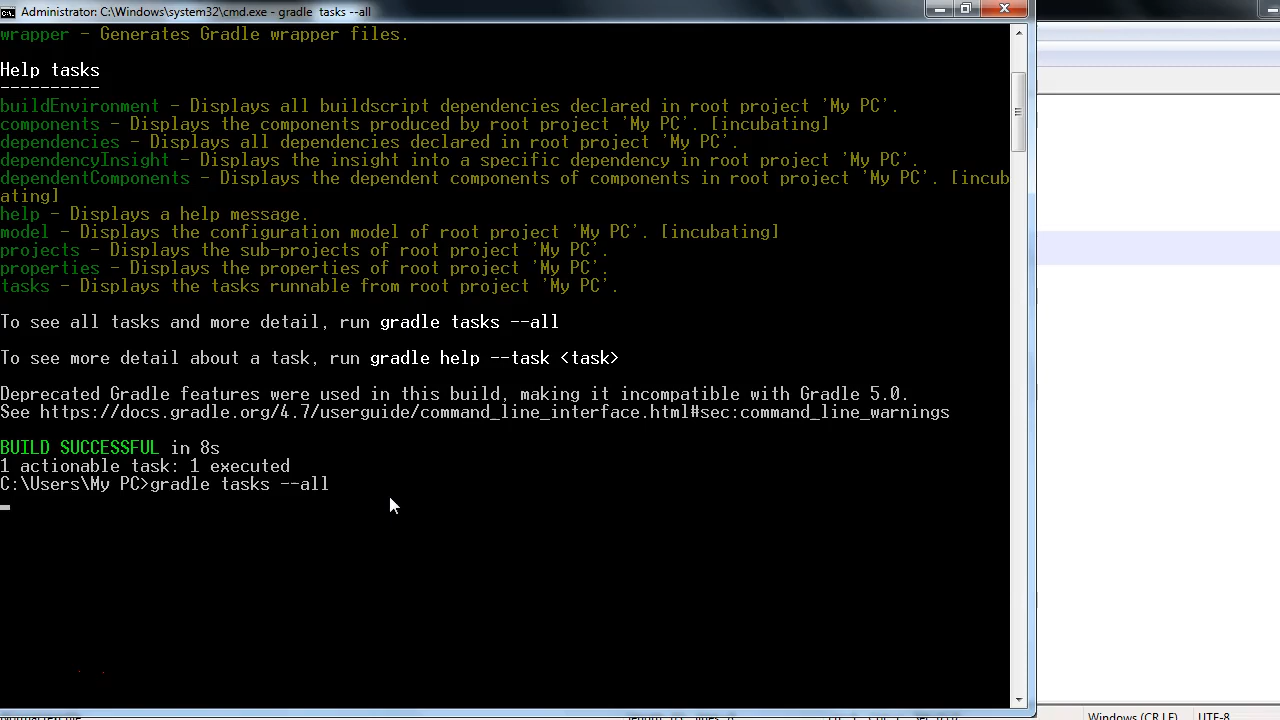 Administrator: C:\Windows\system32\cmd.exe - gradle  tasks --all
wrapper - Generates Gradle wrapper files.
Help tasks
----------
buildEnvironment - Displays all buildscript dependencies declared in root project 'My PC'.
components - Displays the components produced by root project 'My PC'. [incubating]
dependencies - Displays all dependencies declared in root project 'My PC'.
dependencyInsight - Displays the insight into a specific dependency in root project 'My PC'.
dependentComponents - Displays the dependent components of components in root project 'My PC'. [incub
ating]
help - Displays a help message.
model - Displays the configuration model of root project 'My PC'. [incubating]
projects - Displays the sub-projects of root project 'My PC'.
properties - Displays the properties of root project 'My PC'.
tasks - Displays the tasks runnable from root project 'My PC'.
To see all tasks and more detail, run gradle tasks --all
To see more detail about a task, run gradle help --task <task>
Deprecated Gradle features were used in this build, making it incompatible with Gradle 5.0.
See https://docs.gradle.org/4.7/userguide/command_line_interface.html#sec:command_line_warnings
BUILD SUCCESSFUL in 8s
1 actionable task: 1 executed
C:\Users\My PC>gradle tasks --all
Windows (CR LF) UTF-8